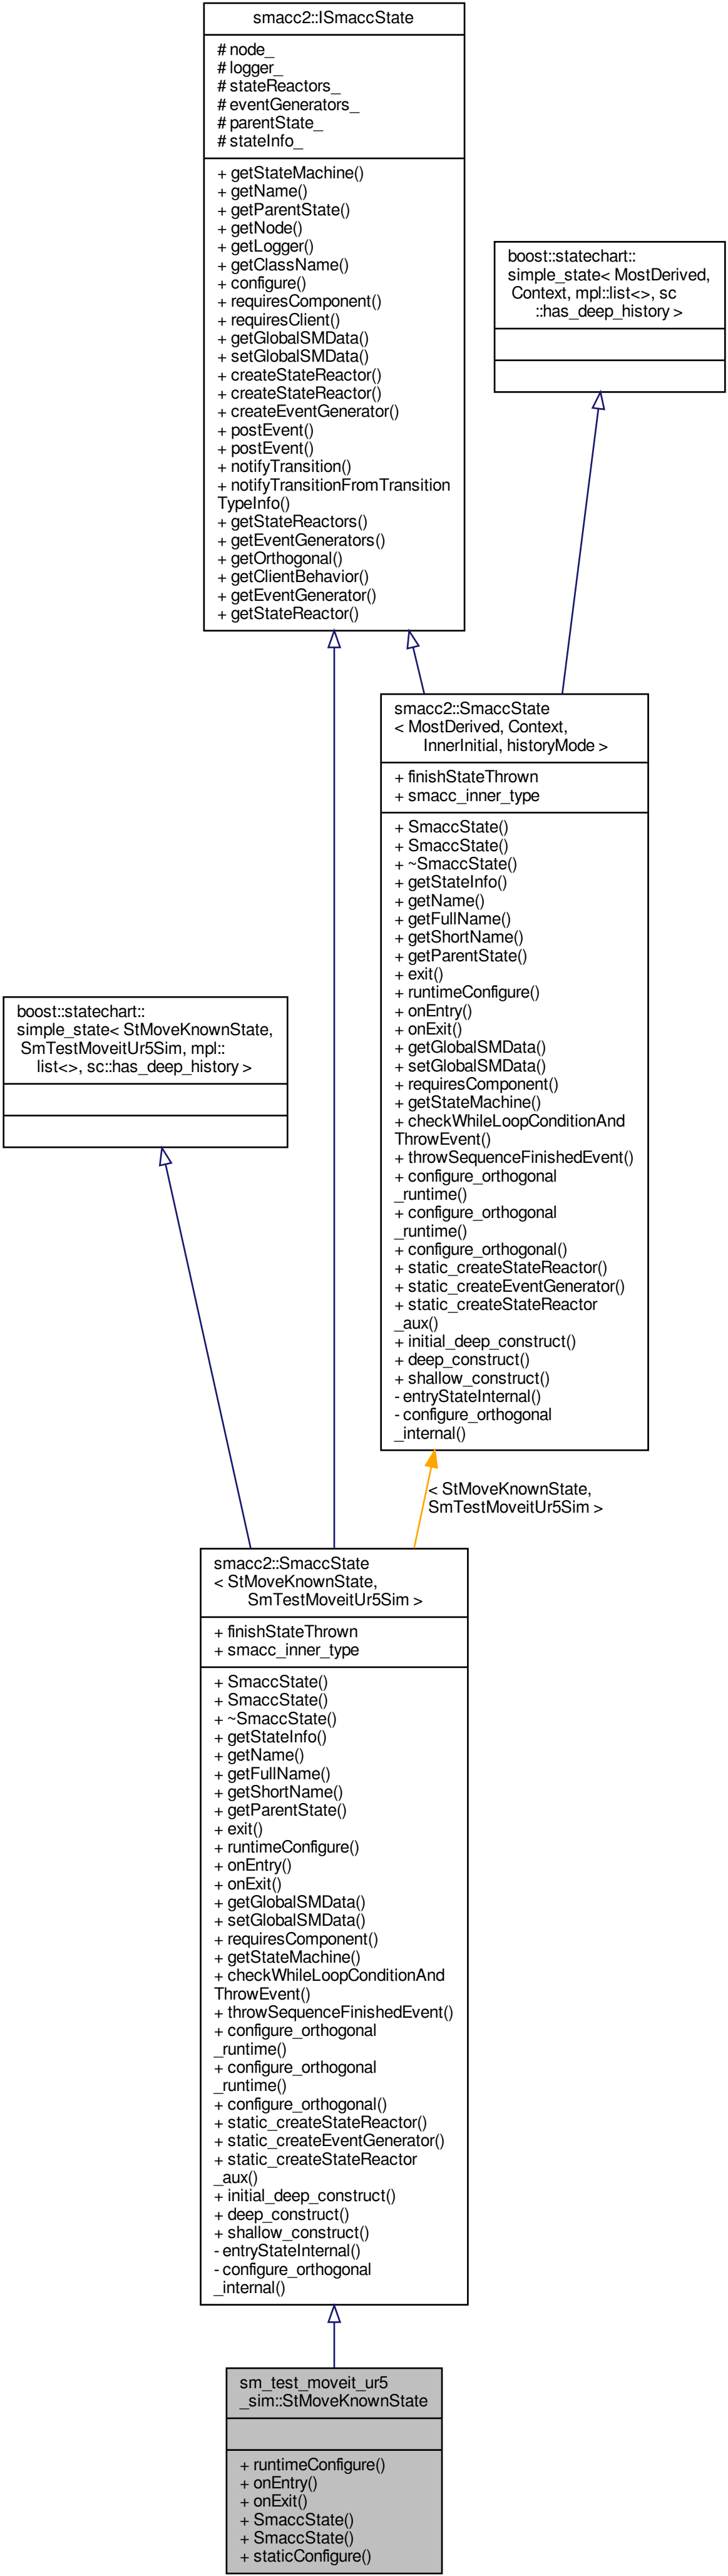 smacc2::ISmaccState
# node_
# logger_
# stateReactors_
# eventGenerators_
# parentState_
# stateInfo_
+ getStateMachine()
+ getName()
+ getParentState()
+ getNode()
+ getLogger()
+ getClassName()
+ configure()
+ requiresComponent()
+ requiresClient()
+ getGlobalSMData()
+ setGlobalSMData()
+ createStateReactor()
+ createStateReactor()
+ createEventGenerator()
+ postEvent()
+ postEvent()
+ notifyTransition()
+ notifyTransitionFromTransition
TypeInfo()
+ getStateReactors()
+ getEventGenerators()
+ getOrthogonal()
+ getClientBehavior()
+ getEventGenerator()
+ getStateReactor()
boost::statechart::
simple_state< MostDerived,
Context, mpl::list<>, sc
::has_deep_history >
smacc2::SmaccState
< MostDerived, Context,
InnerInitial, historyMode >
+ finishStateThrown
+ smacc_inner_type
+ SmaccState()
+ SmaccState()
+ ~SmaccState()
+ getStateInfo()
+ getName()
+ getFullName()
+ getShortName()
+ getParentState()
+ exit()
+ runtimeConfigure()
+ onEntry()
+ onExit()
+ getGlobalSMData()
+ setGlobalSMData()
+ requiresComponent()
+ getStateMachine()
+ checkWhileLoopConditionAnd
ThrowEvent()
+ throwSequenceFinishedEvent()
+ configure_orthogonal
_runtime()
+ configure_orthogonal
_runtime()
+ configure_orthogonal()
+ static_createStateReactor()
+ static_createEventGenerator()
+ static_createStateReactor
_aux()
+ initial_deep_construct()
+ deep_construct()
+ shallow_construct()
- entryStateInternal()
- configure_orthogonal
_internal()
boost::statechart::
simple_state< StMoveKnownState,
SmTestMoveitUr5Sim, mpl::
list<>, sc::has_deep_history >
< StMoveKnownState,
SmTestMoveitUr5Sim >
smacc2::SmaccState
< StMoveKnownState,
SmTestMoveitUr5Sim >
+ finishStateThrown
+ smacc_inner_type
+ SmaccState()
+ SmaccState()
+ ~SmaccState()
+ getStateInfo()
+ getName()
+ getFullName()
+ getShortName()
+ getParentState()
+ exit()
+ runtimeConfigure()
+ onEntry()
+ onExit()
+ getGlobalSMData()
+ setGlobalSMData()
+ requiresComponent()
+ getStateMachine()
+ checkWhileLoopConditionAnd
ThrowEvent()
+ throwSequenceFinishedEvent()
+ configure_orthogonal
_runtime()
+ configure_orthogonal
_runtime()
+ configure_orthogonal()
+ static_createStateReactor()
+ static_createEventGenerator()
+ static_createStateReactor
_aux()
+ initial_deep_construct()
+ deep_construct()
+ shallow_construct()
- entryStateInternal()
- configure_orthogonal
_internal()
sm_test_moveit_ur5
_sim::StMoveKnownState
+ runtimeConfigure()
+ onEntry()
+ onExit()
+ SmaccState()
+ SmaccState()
+ staticConfigure()